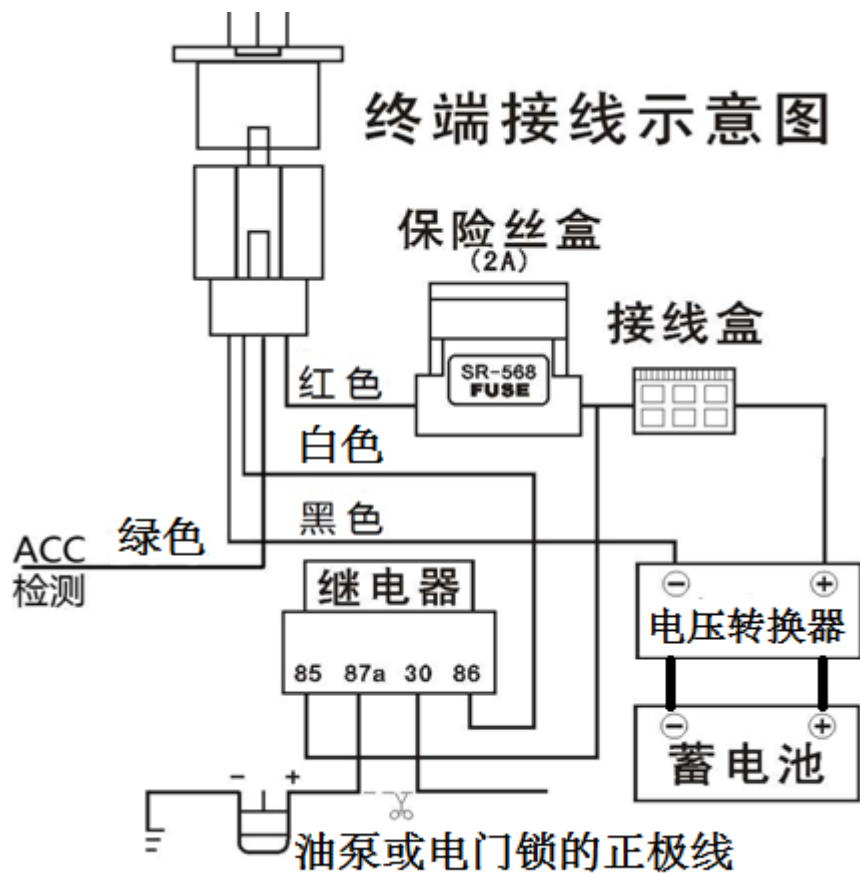 终端接线示意图
保险丝盒
(2A)
接线盒
SR-568
FUSE
红色
白色
黑色
绿色
ACC
检测
继电器
85 87a 30 86
− +
电压转换器
− +
蓄电池
− +
油泵或电门锁的正极线